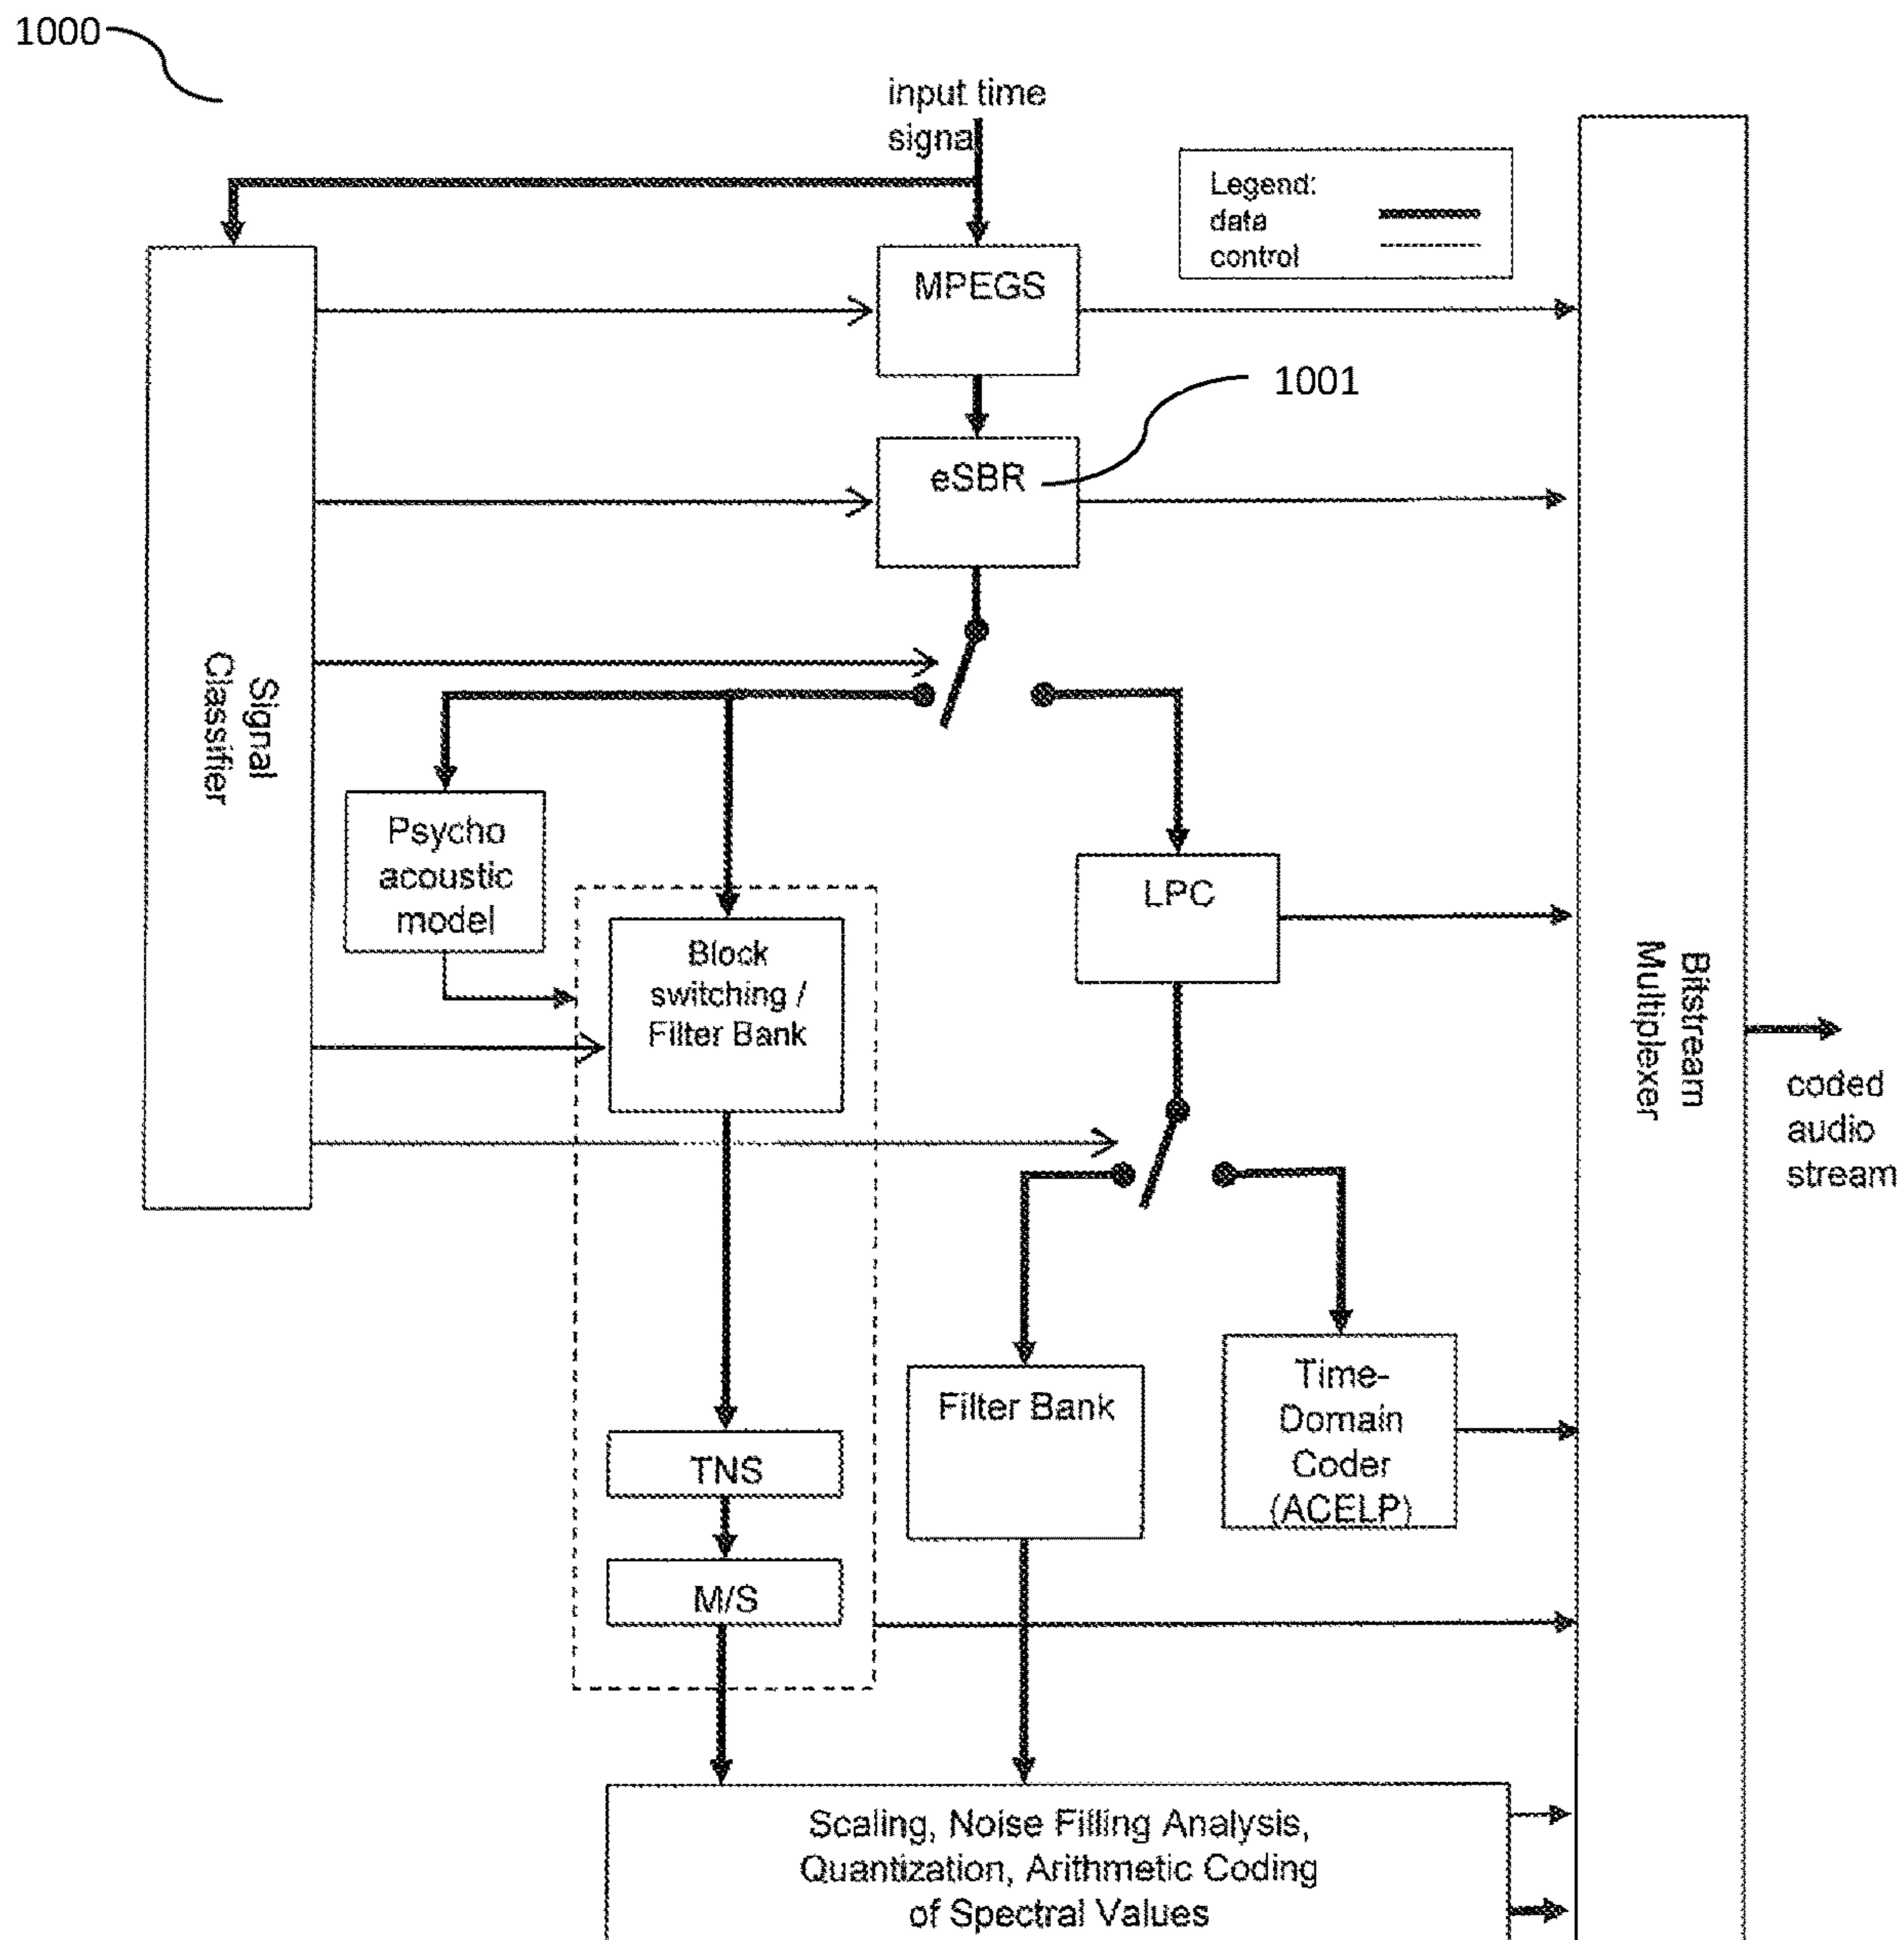 1000
input time
signal
Legend:
data
control
MPEGS
1001
eSBR
Signal
Classifier
Psycho
acoustic
model
Block
switching /
Filter Bank
LPC
Bitstream
Multiplexer
coded
audio
stream
Filter Bank
Time-
Domain
Coder
(ACELP)
TNS
M/S
Scaling, Noise Filling Analysis,
Quantization, Arithmetic Coding
of Spectral Values